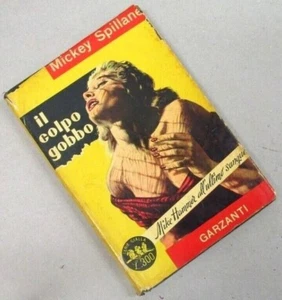 Mickey Spillane
il
colpo
gobbo
Mike Hammer all'ultimo sangue
L. 300
GARZANTI